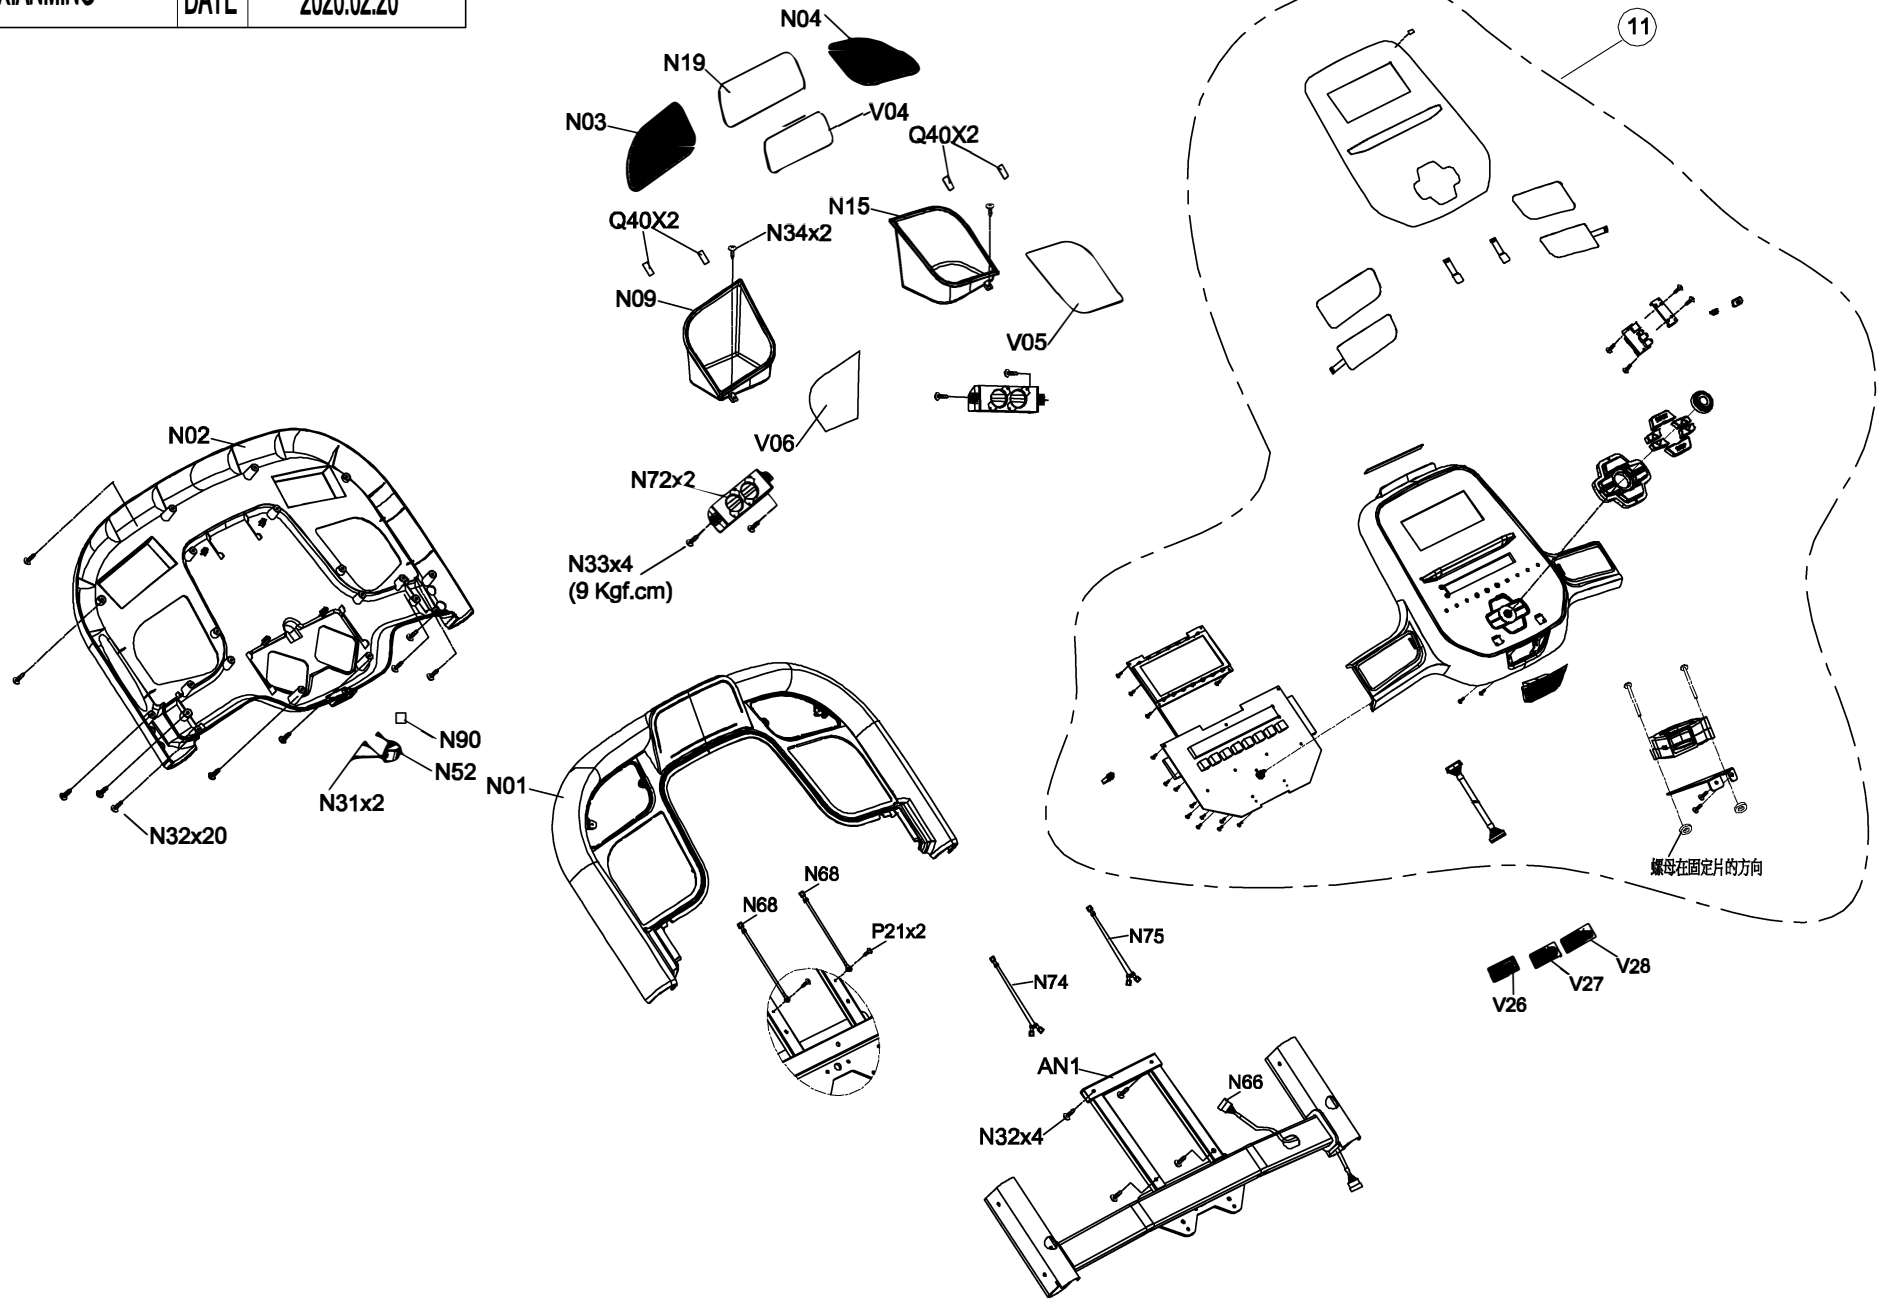 DATE 2020.02.20
N04
11
N19
N03
V04
Q40X2
N15
Q40X2
N34x2
N09
V05
N02
V06
N72x2
N33x4
(9 Kgf.cm)
N90
N52
N01
N31x2
N32x20
螺母在固定片的方向
N68
N68
P21x2
N75
N74
V28
V27
V26
AN1
N66
N32x4